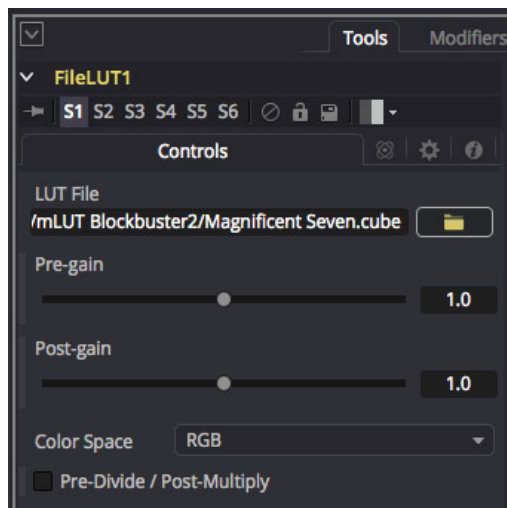 Tools Modifiers
FileLUT1
S1 S2 S3 S4 S5 S6
Controls
LUT File
/mLUT Blockbuster2/Magnificent Seven.cube
Pre-gain
1.0
Post-gain
1.0
Color Space RGB
Pre-Divide / Post-Multiply